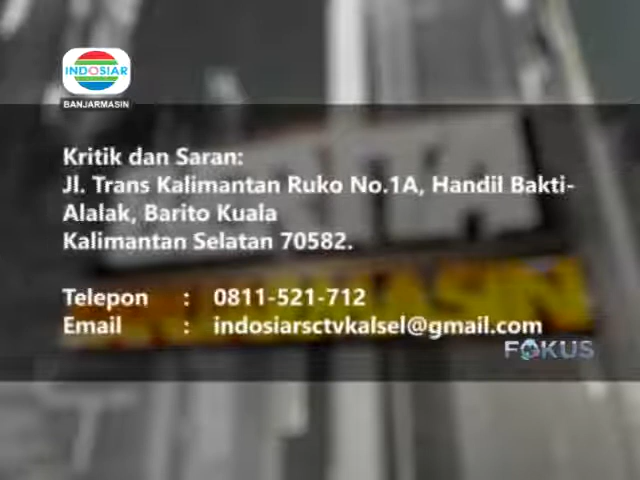 INDOSIAR
BANJARMASIN
Kritik dan Saran:
Jl. Trans Kalimantan Ruko No.1A, Handil Bakti-
Alalak, Barito Kuala
Kalimantan Selatan 70582.
Telepon : 0811-521-712
Email : indosiarsctvkalsel@gmail.com
FOKUS